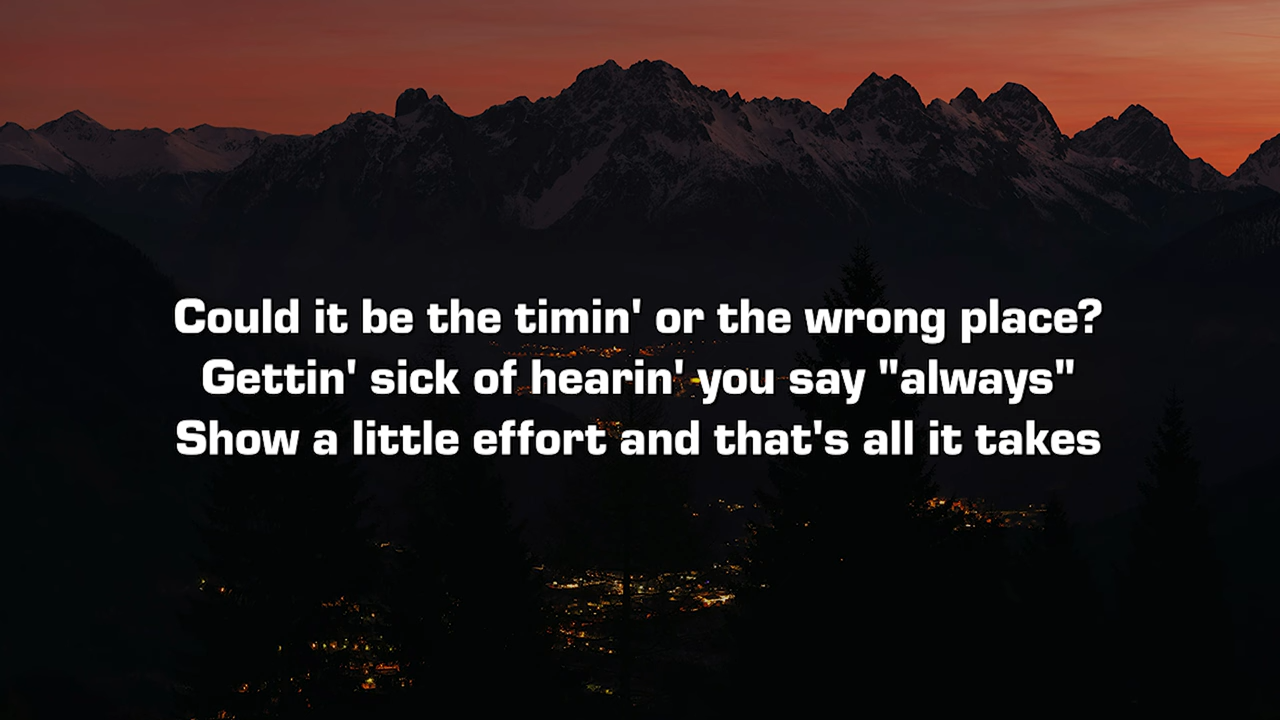 Could it be the timin' or the wrong place?
Gettin' sick of hearin' you say "always"
Show a little effort and that's all it takes